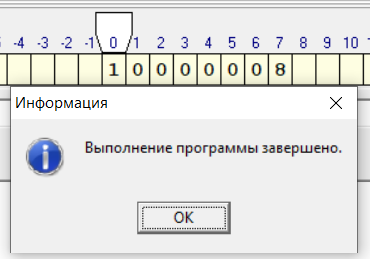 -4 -3 -2 -1 0 1 2 3 4 5 6 7 8 9 10
1 0 0 0 0 0 0 8
Информация
Выполнение программы завершено.
OK